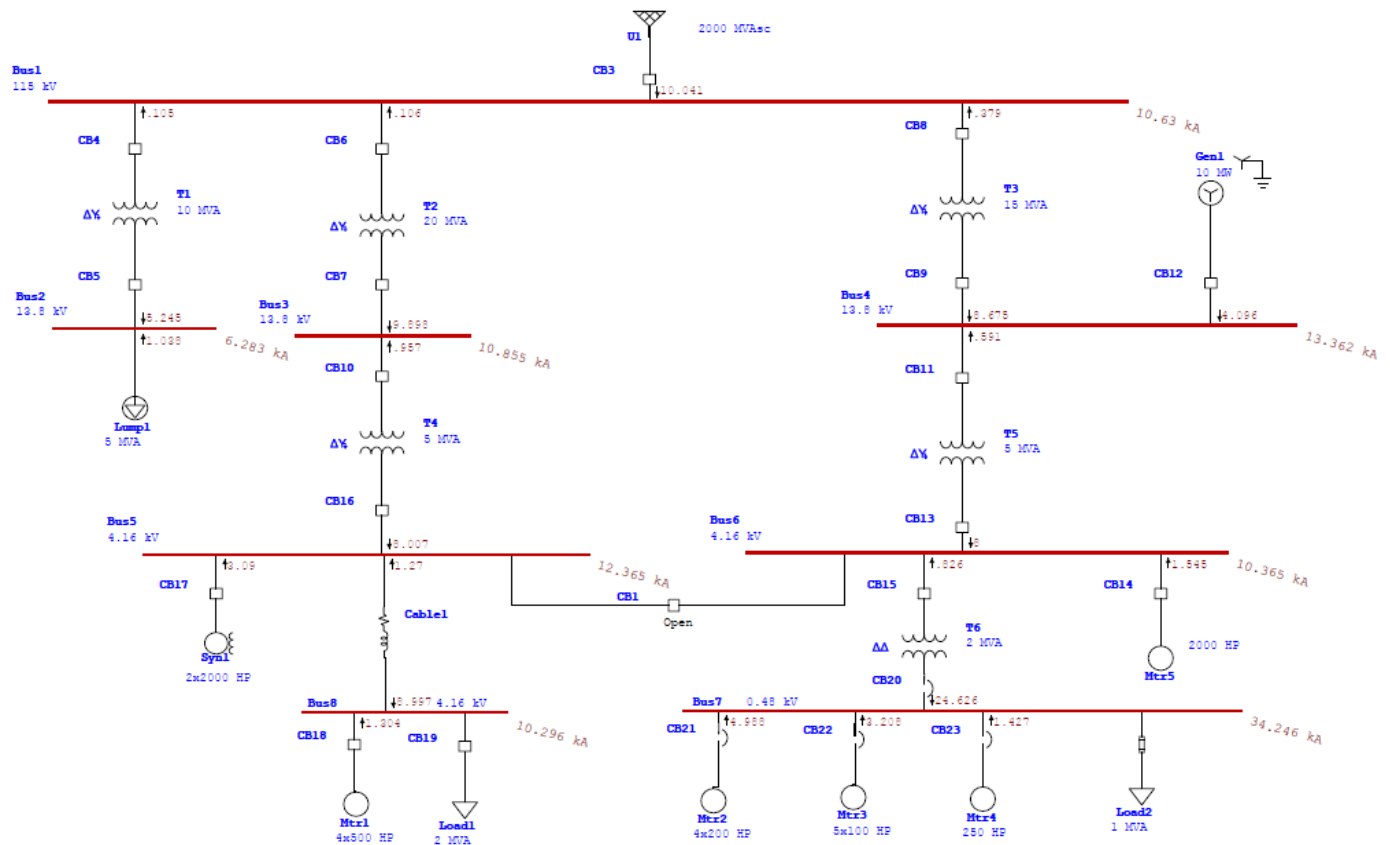 2000 MVAsc
U1
CB3
Bus1
115 kV
10.041
.105
.106
.379
10.63 kA
CB4
CB6
CB8
Gen1
10 MW
T1
10 MVA
ΔY
T2
20 MVA
ΔY
T3
15 MVA
ΔY
CB5
CB7
CB9
CB12
Bus2
13.8 kV
Bus3
13.8 kV
Bus4
13.8 kV
5.245
9.898
8.675
4.096
1.038
6.283 kA
.957
10.855 kA
.591
13.362 kA
CB10
CB11
Lump1
5 MVA
T4
5 MVA
ΔY
T5
5 MVA
ΔY
CB16
CB13
Bus5
4.16 kV
Bus6
4.16 kV
8.007
8
3.09
1.27
12.365 kA
.826
1.545
10.365 kA
CB17
CB1
Open
CB15
CB14
Cable1
Syn1
2x2000 HP
T6
2 MVA
ΔΔ
2000 HP
Mtr5
CB20
Bus8
8.997
4.16 kV
Bus7
0.48 kV
24.626
1.304
10.296 kA
4.988
3.208
1.427
34.246 kA
CB18
CB19
CB21
CB22
CB23
Mtr1
4x500 HP
Load1
2 MVA
Mtr2
4x200 HP
Mtr3
5x100 HP
Mtr4
250 HP
Load2
1 MVA